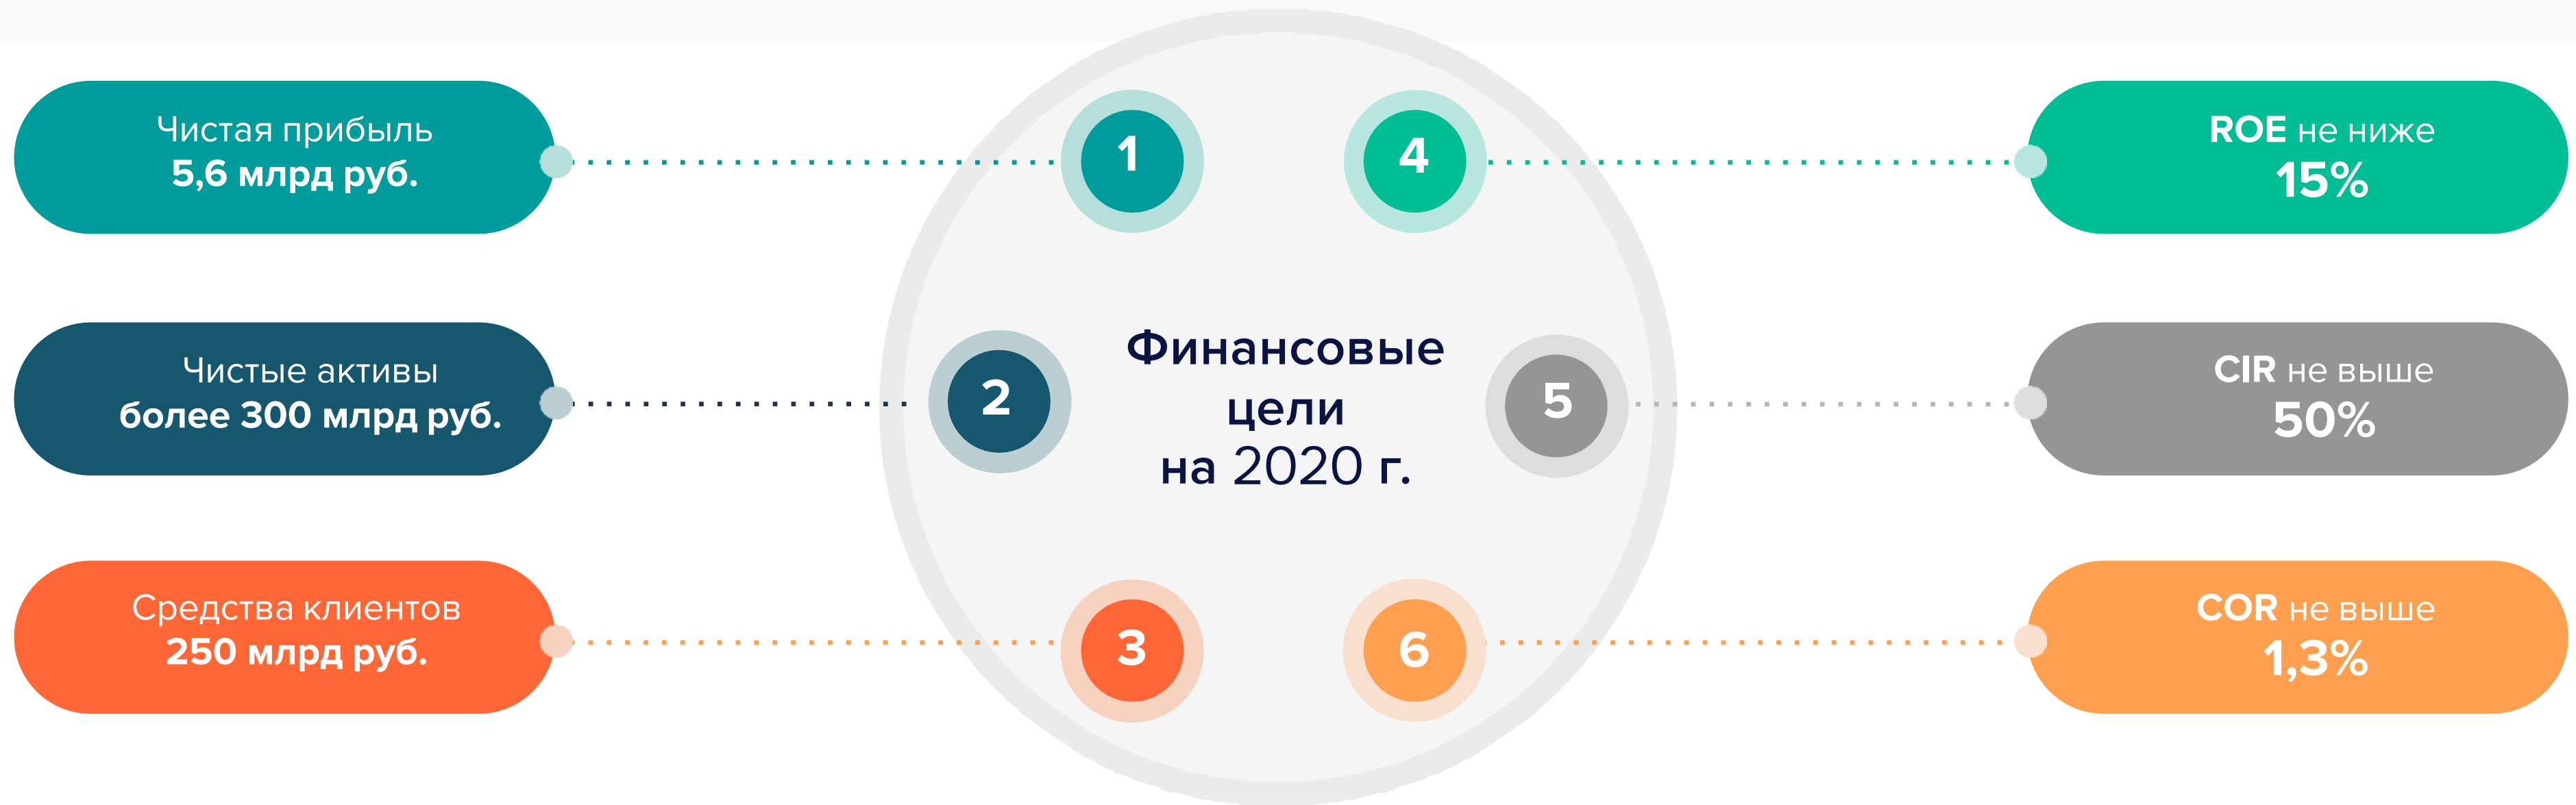 Чистая прибыль
5,6 млрд руб.
1
Чистые активы
более 300 млрд руб.
2
Средства клиентов
250 млрд руб.
3
Финансовые
цели
на 2020 г.
4
ROE не ниже
15%
5
CIR не выше
50%
6
COR не выше
1,3%